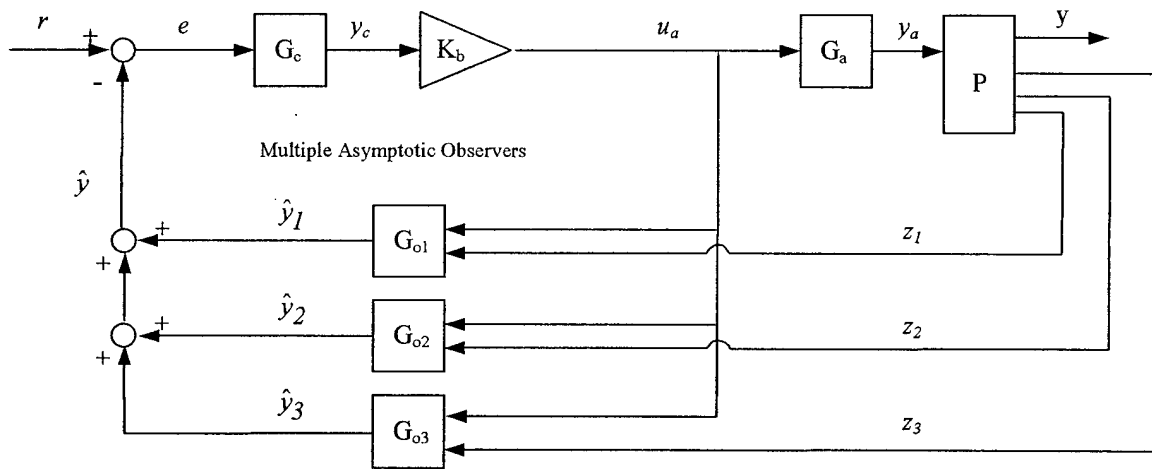 r
+
-
e
G_c
y_c
K_b
u_a
G_a
y_a
P
y
Multiple Asymptotic Observers
ŷ
+
+
ŷ_1
G_o1
z_1
+
+
ŷ_2
G_o2
z_2
ŷ_3
G_o3
z_3